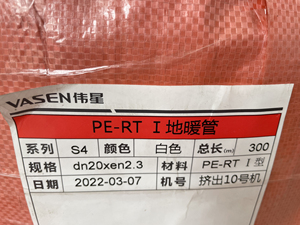 VASEN伟星
PE-RT Ⅰ地暖管
系列 S4 颜色 白色 总长(m) 300
规格 dn20xen2.3 材料 PE-RT Ⅰ型
日期 2022-03-07 机号 挤出10号机